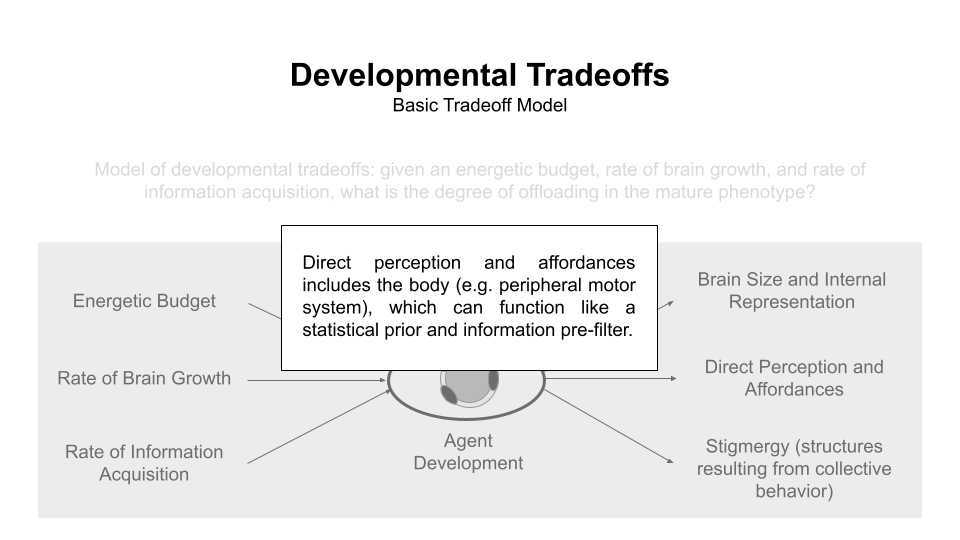 Developmental Tradeoffs
Basic Tradeoff Model
Model of developmental tradeoffs: given an energetic budget, rate of brain growth, and rate of
information acquisition, what is the degree of offloading in the mature phenotype?
Direct perception and affordances
includes the body (e.g. peripheral motor
system), which can function like a
statistical prior and information pre-filter.
Energetic Budget
Rate of Brain Growth
Rate of Information
Acquisition
Agent
Development
Brain Size and Internal
Representation
Direct Perception and
Affordances
Stigmergy (structures
resulting from collective
behavior)